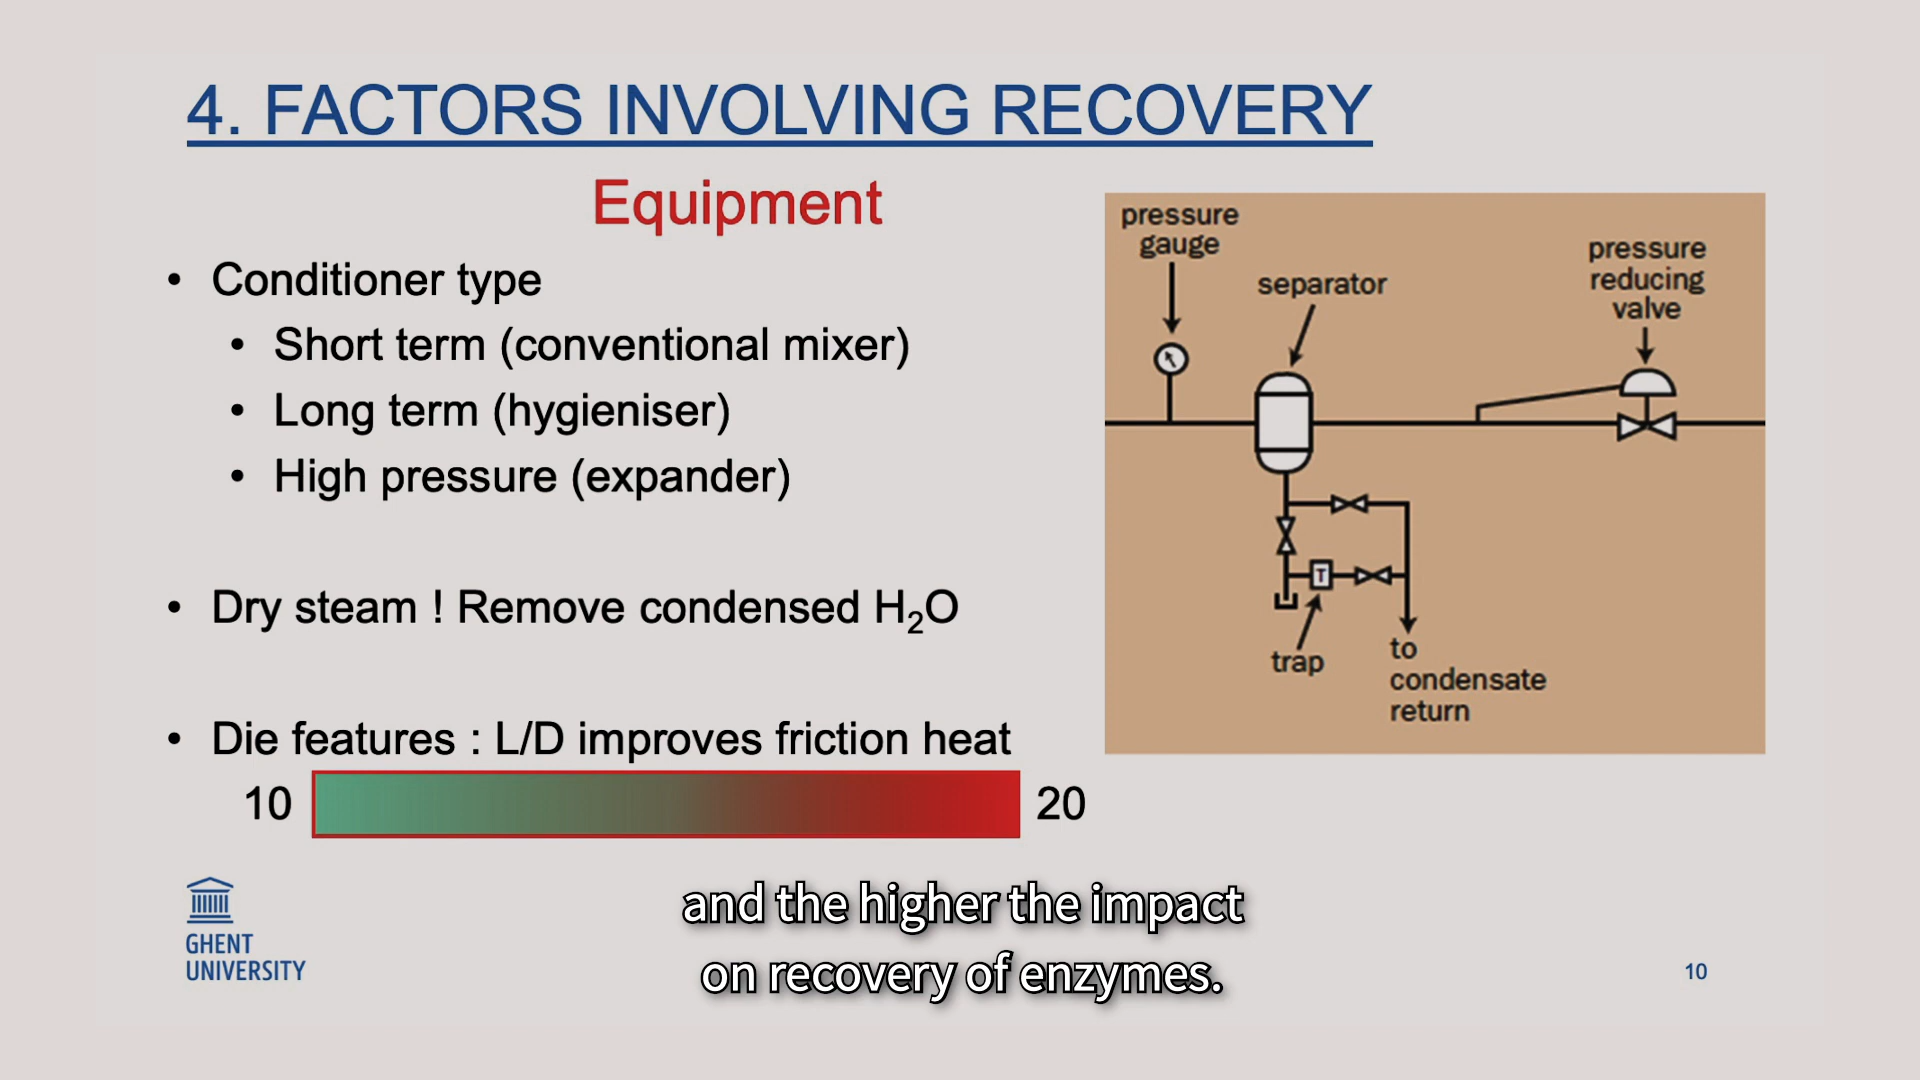 4. FACTORS INVOLVING RECOVERY
Equipment
• Conditioner type
• Short term (conventional mixer)
• Long term (hygieniser)
• High pressure (expander)
• Dry steam ! Remove condensed H₂O
• Die features : L/D improves friction heat
10
20
pressure
gauge
separator
pressure
reducing
valve
T
trap
to
condensate
return
GHENT
UNIVERSITY
and the higher the impact
on recovery of enzymes.
10